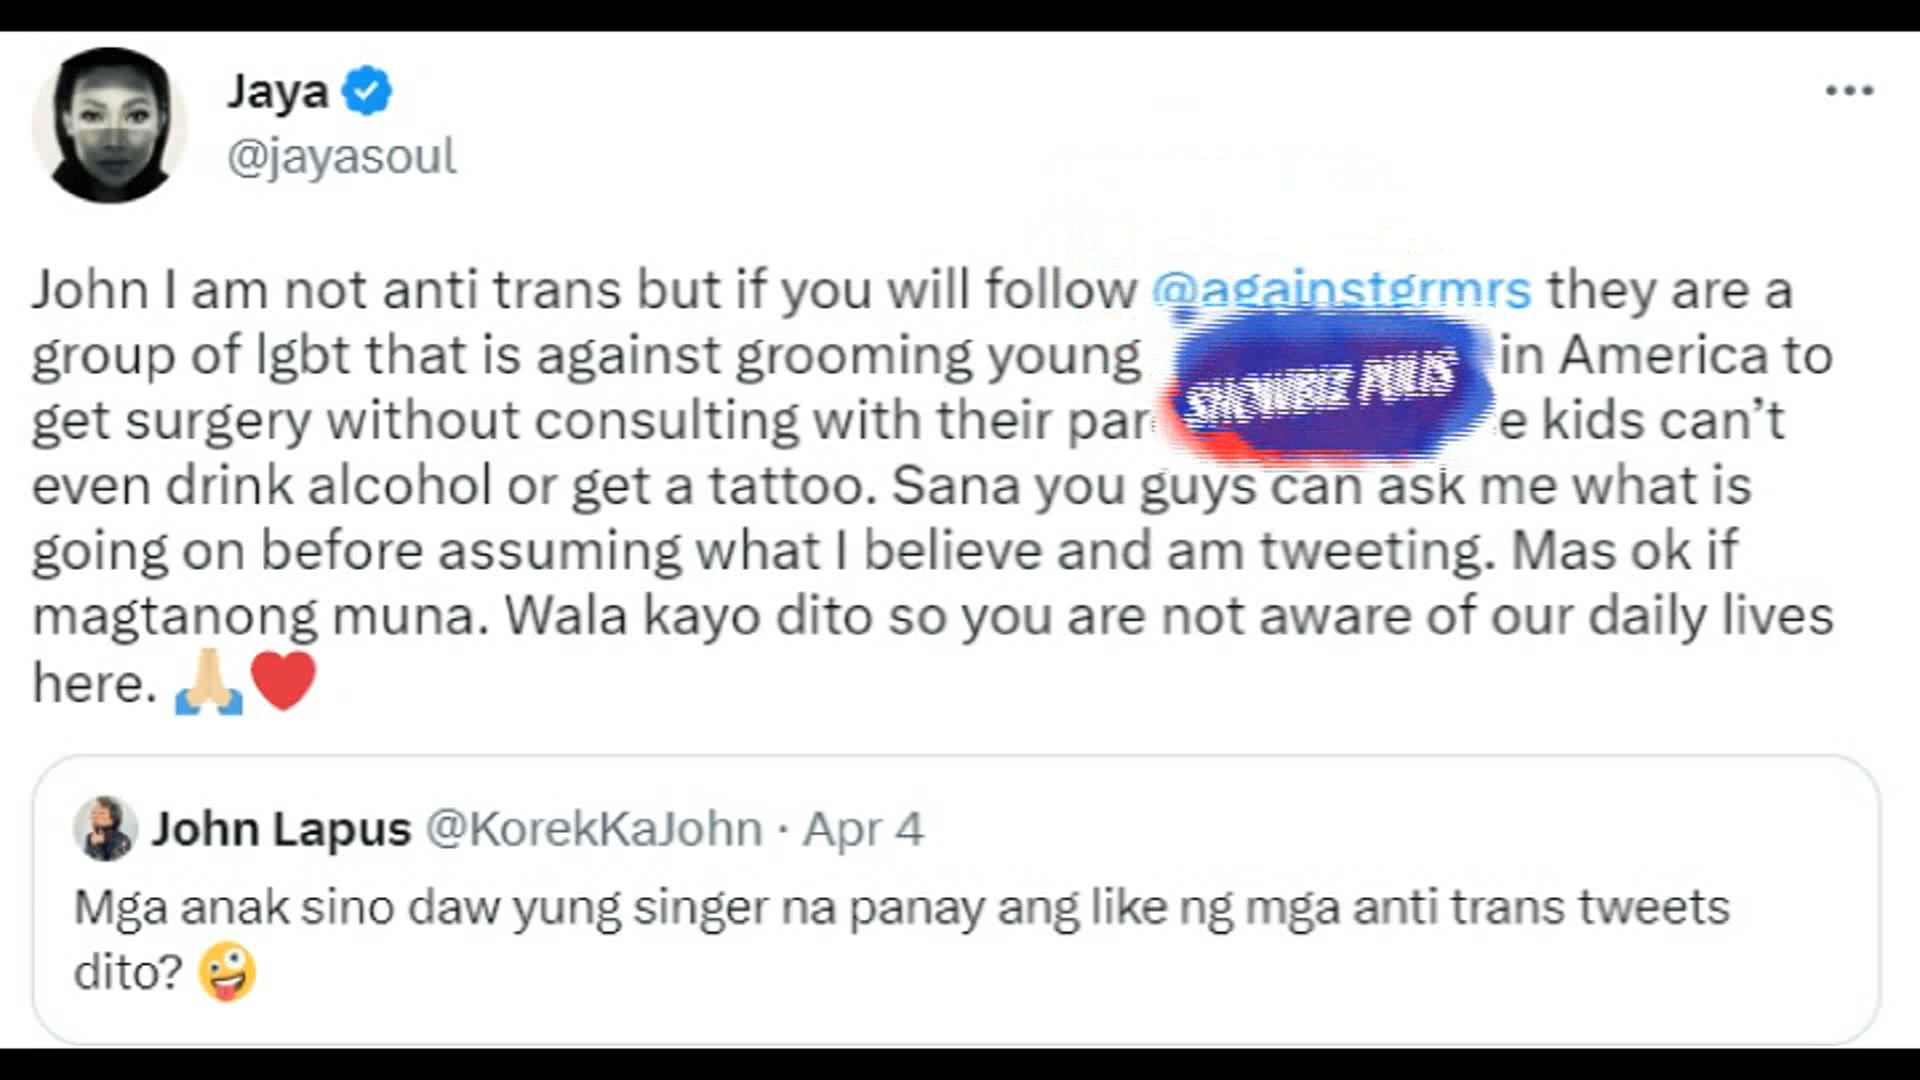 Jaya
@jayasoul
John I am not anti trans but if you will follow @againstgrmrs they are a
group of lgbt that is against grooming young in America to
get surgery without consulting with their kids can't
even drink alcohol or get a tattoo. Sana you guys can ask me what is
going on before assuming what I believe and am tweeting. Mas ok if
magtanong muna. Wala kayo dito so you are not aware of our daily lives
here. 🙏🏼❤️
SHOWBIZ PULIS
John Lapus @KorekKaJohn · Apr 4
Mga anak sino daw yung singer na panay ang like ng mga anti trans tweets
dito? 🤪